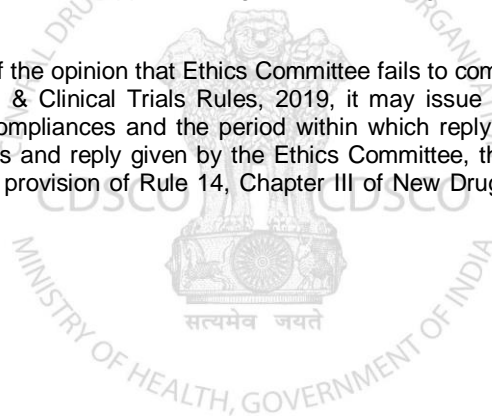 f the opinion that Ethics Committee fails to com
& Clinical Trials Rules, 2019, it may issue
ompliances and the period within which reply
s and reply given by the Ethics Committee, th
provision of Rule 14, Chapter III of New Drug
CDSCO CDSCO
सत्यमेव जयते
MINISTRY OF HEALTH, GOVERNMENT OF INDIA